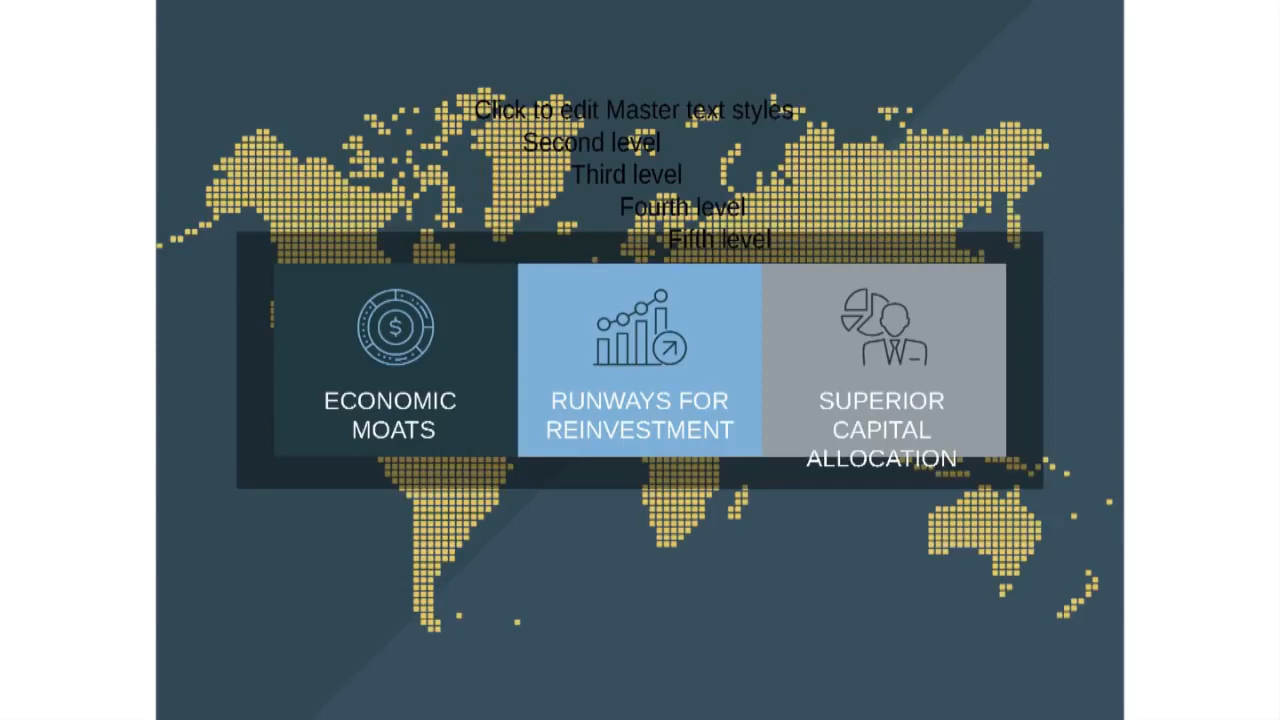 Click to edit Master text styles
Second level
Third level
Fourth level
Fifth level
$
ECONOMIC
MOATS
RUNWAYS FOR
REINVESTMENT
SUPERIOR
CAPITAL
ALLOCATION